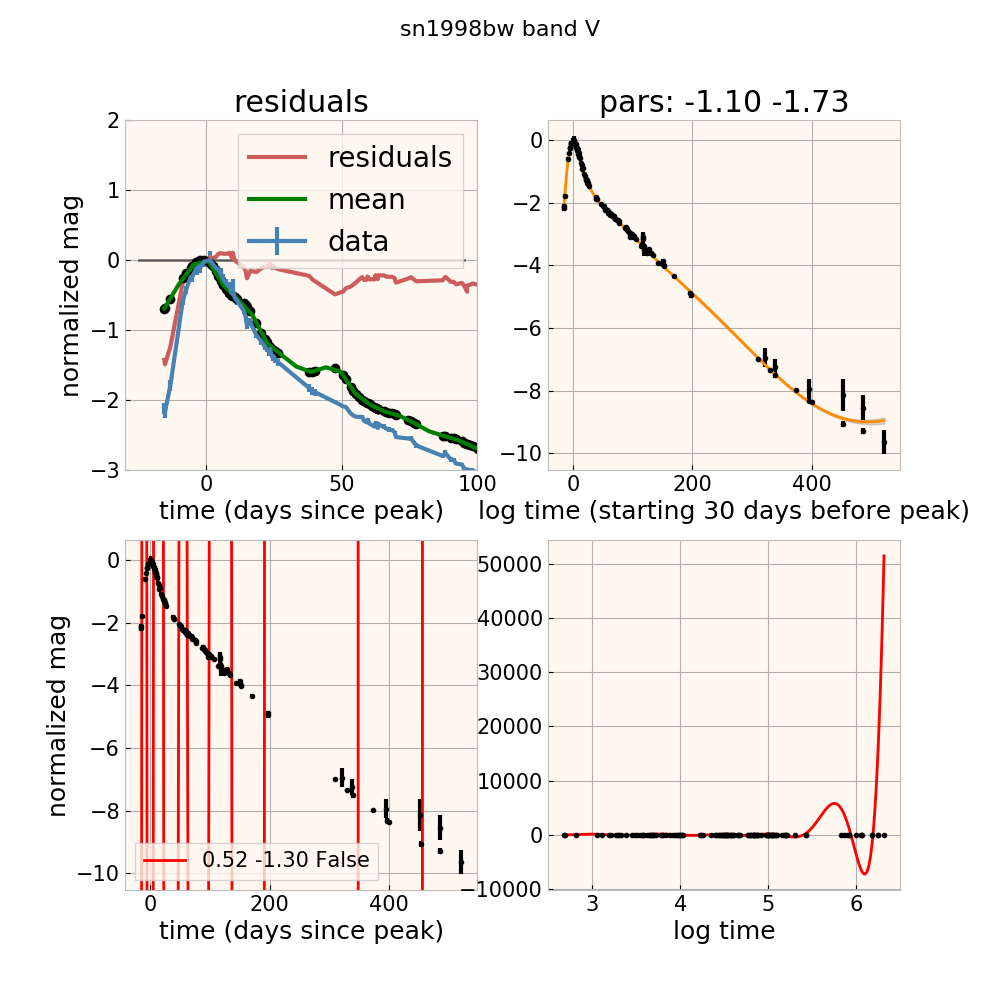 sn1998bw band V
residuals
pars: -1.10 -1.73
2
1
0
−1
−2
−3
normalized mag
residuals
mean
data
0
50
100
time (days since peak)
0
−2
−4
−6
−8
−10
0
200
400
log time (starting 30 days before peak)
0
−2
−4
−6
−8
−10
normalized mag
0.52 -1.30 False
0
200
400
time (days since peak)
50000
40000
30000
20000
10000
0
−10000
3
4
5
6
log time